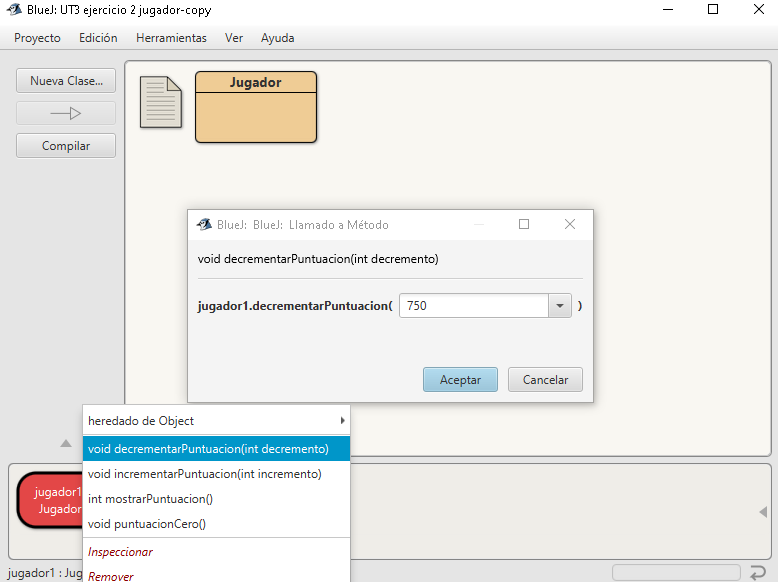 BlueJ: UT3 ejercicio 2 jugador-copy
Proyecto Edición Herramientas Ver Ayuda
Nueva Clase...
Compilar
Jugador
BlueJ: BlueJ: Llamado a Método
void decrementarPuntuacion(int decremento)
jugador1.decrementarPuntuacion( 750 )
Aceptar Cancelar
heredado de Object
void decrementarPuntuacion(int decremento)
void incrementarPuntuacion(int incremento)
int mostrarPuntuacion()
void puntuacionCero()
Inspeccionar
Remover
jugador1
Jugador
jugador1 : Jug